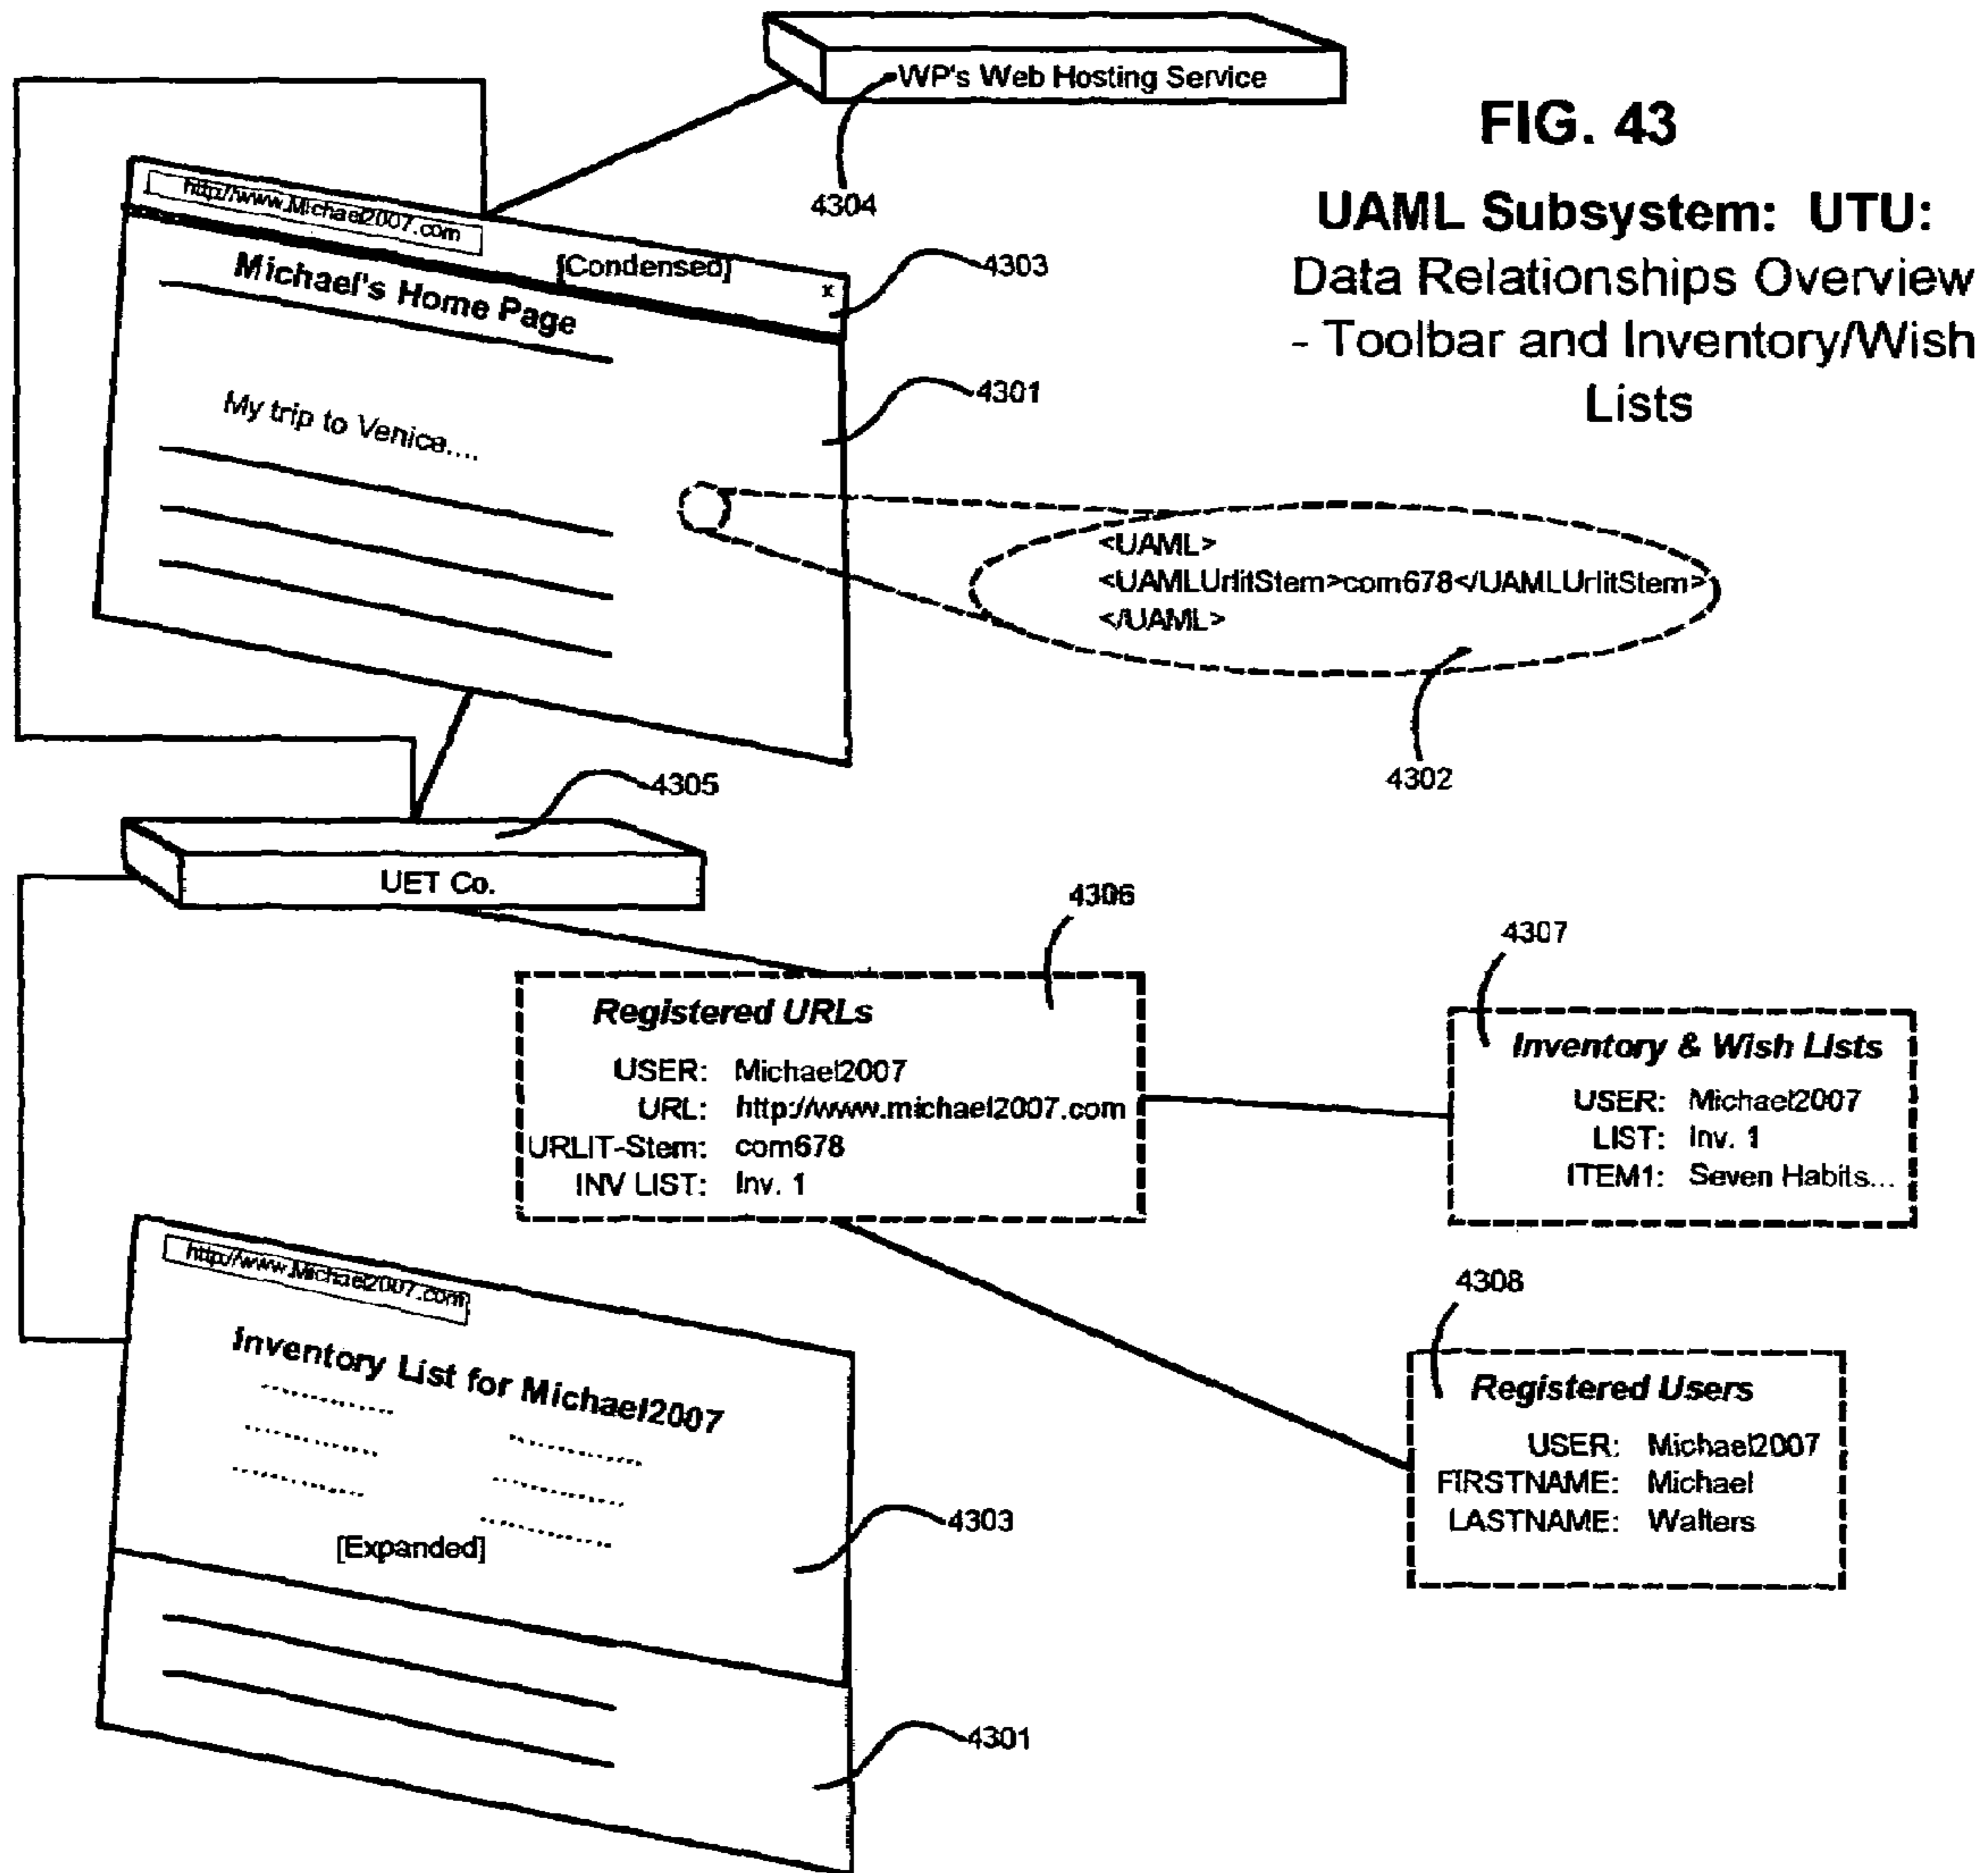 WP's Web Hosting Service
4304
FIG. 43
UAML Subsystem: UTU:
Data Relationships Overview
- Toolbar and Inventory/Wish
Lists
http://www.Michael2007.com
[Condensed]
x
4303
Michael's Home Page
4301
My trip to Venice....
<UAML>
<UAMLUrlitStem>com678</UAMLUrlitStem>
</UAML>
4302
4305
UET Co.
4306
Registered URLs
USER: Michael2007
URL: http://www.michael2007.com
URLIT-Stem: com678
INV LIST: Inv. 1
4307
Inventory & Wish Lists
USER: Michael2007
LIST: Inv. 1
ITEM1: Seven Habits...
4308
Registered Users
USER: Michael2007
FIRSTNAME: Michael
LASTNAME: Walters
http://www.Michael2007.com
Inventory List for Michael2007
[Expanded]
4303
4301